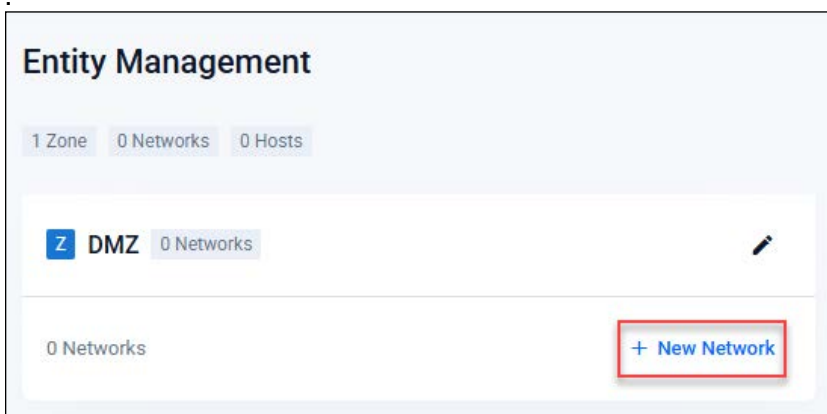 .
Entity Management
1 Zone 0 Networks 0 Hosts
Z DMZ 0 Networks
0 Networks + New Network